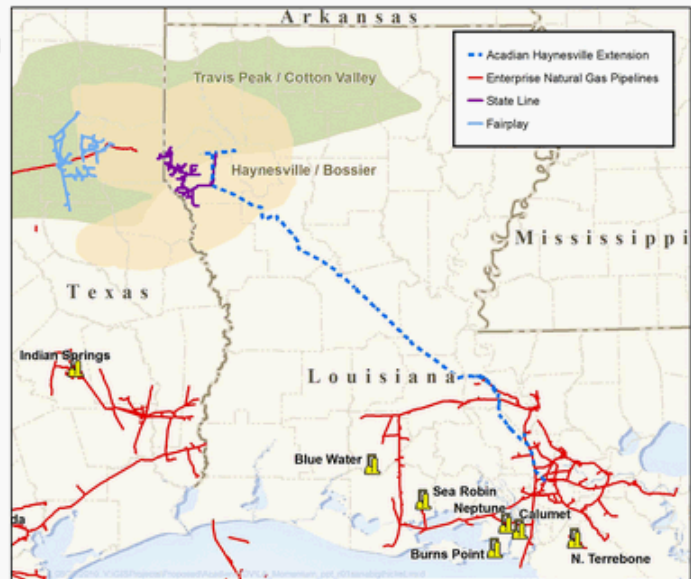 Arkansas
Acadian Haynesville Extension
Enterprise Natural Gas Pipelines
State Line
Fairplay
Travis Peak / Cotton Valley
Haynesville / Bossier
Mississippi
Texas
Indian Springs
Louisiana
Blue Water
Sea Robin
Neptune
Calumet
da
Burns Point
N. Terrebone